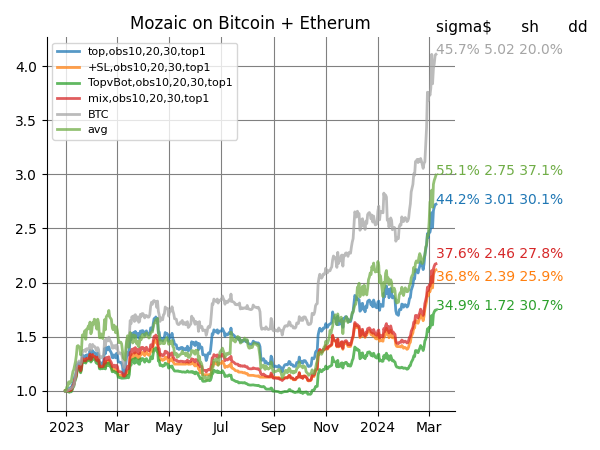 Mozaic on Bitcoin + Etherum
sigma$ sh dd
top,obs10,20,30,top1
+SL,obs10,20,30,top1
TopvBot,obs10,20,30,top1
mix,obs10,20,30,top1
BTC
avg
45.7% 5.02 20.0%
55.1% 2.75 37.1%
44.2% 3.01 30.1%
37.6% 2.46 27.8%
36.8% 2.39 25.9%
34.9% 1.72 30.7%
4.0
3.5
3.0
2.5
2.0
1.5
1.0
2023 Mar May Jul Sep Nov 2024 Mar